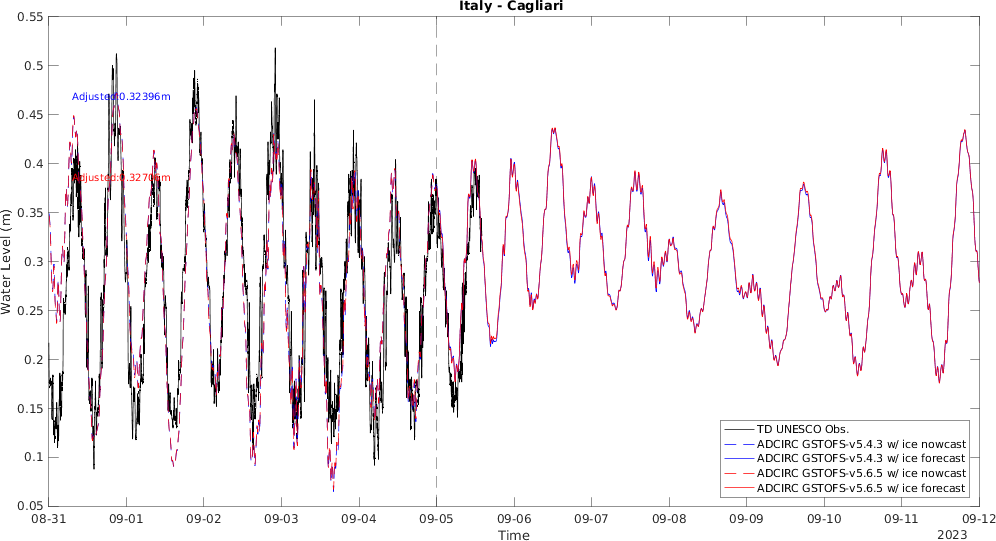 Italy - Cagliari
0.55
0.5
0.45
0.4
0.35
0.3
0.25
0.2
0.15
0.1
0.05
Water Level (m)
Adjusted:0.32396m
Adjusted:0.32706m
TD UNESCO Obs.
ADCIRC GSTOFS-v5.4.3 w/ ice nowcast
ADCIRC GSTOFS-v5.4.3 w/ ice forecast
ADCIRC GSTOFS-v5.6.5 w/ ice nowcast
ADCIRC GSTOFS-v5.6.5 w/ ice forecast
08-31 09-01 09-02 09-03 09-04 09-05 09-06 09-07 09-08 09-09 09-10 09-11 09-12
Time
2023